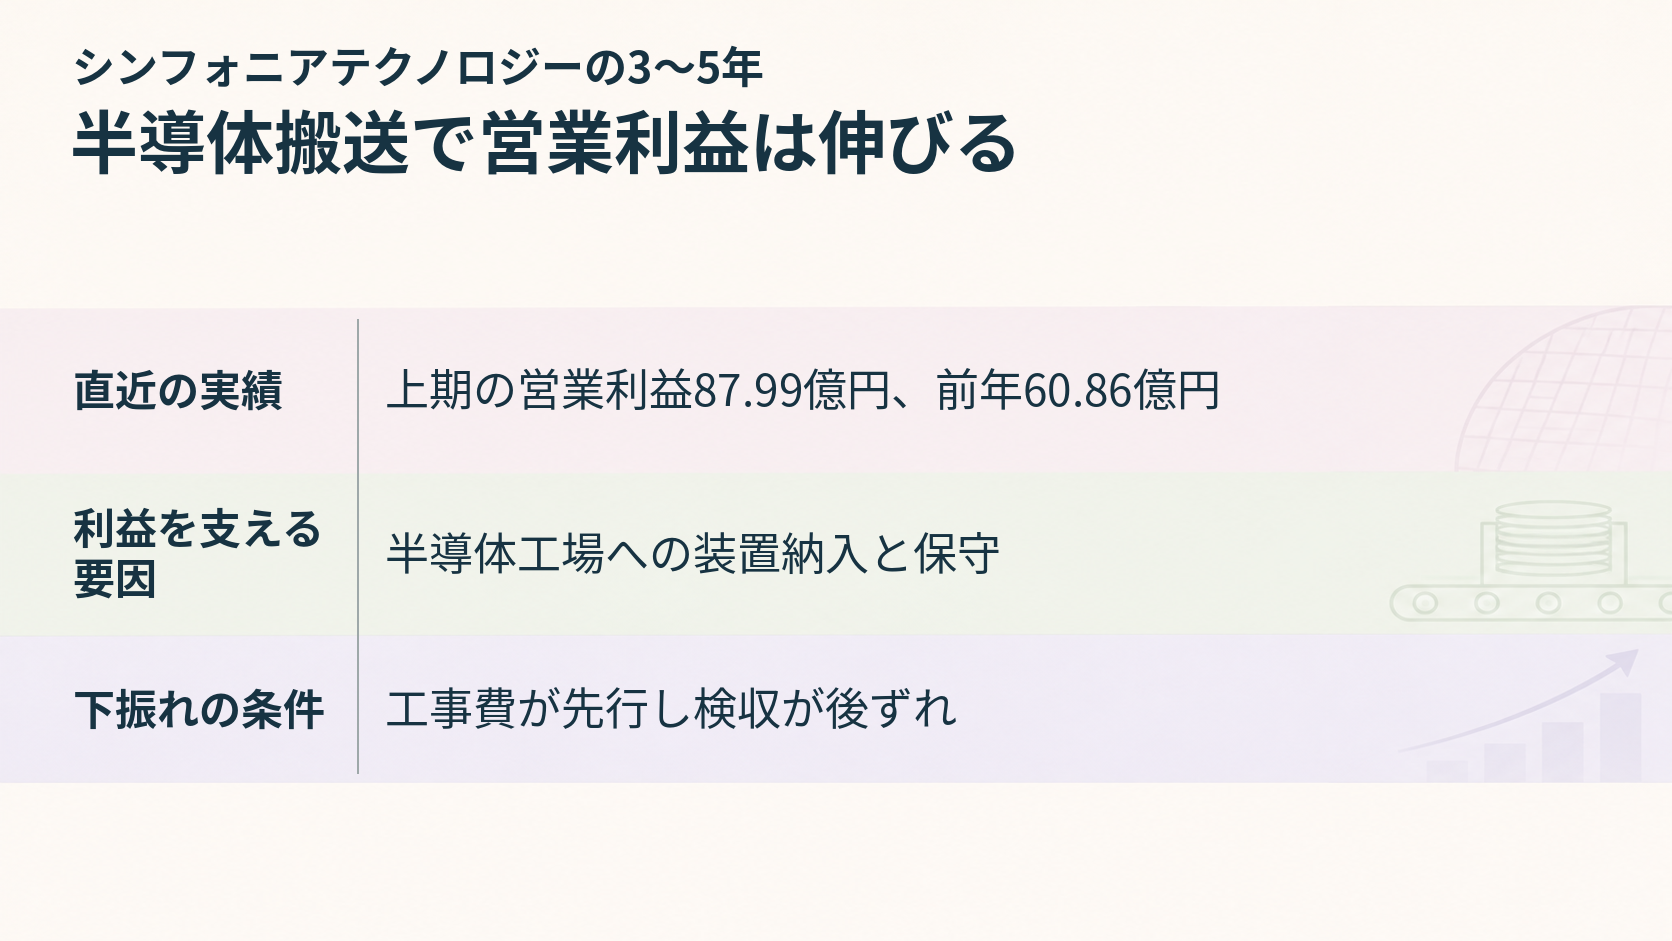 シンフォニアテクノロジーの3〜5年
半導体搬送で営業利益は伸びる
直近の実績
上期の営業利益87.99億円、前年60.86億円
利益を支える
要因
半導体工場への装置納入と保守
下振れの条件
工事費が先行し検収が後ずれ